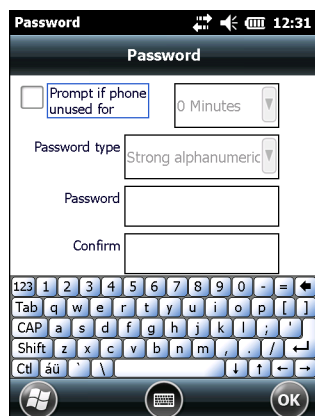 Password 12:31
Password
Prompt if phone
unused for
0 Minutes
Password type
Strong alphanumeric
Password
Confirm
123 1 2 3 4 5 6 7 8 9 0 - =
Tab q w e r t y u i o p [ ]
CAP a s d f g h j k l ; '
Shift z x c v b n m , . /
Ctl áü ` \
OK